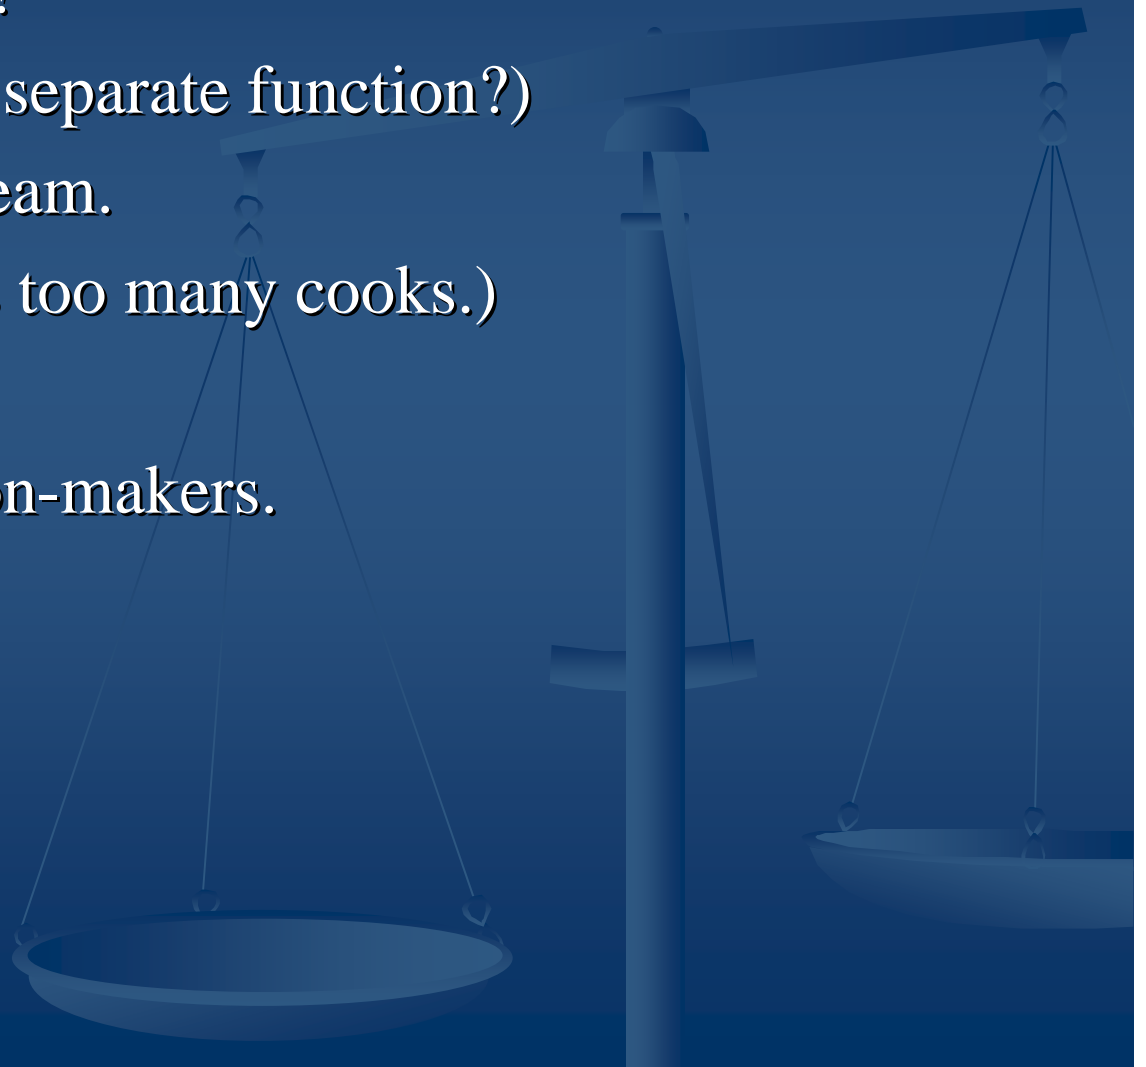 separate function?)
eam.
too many cooks.)
on-makers.